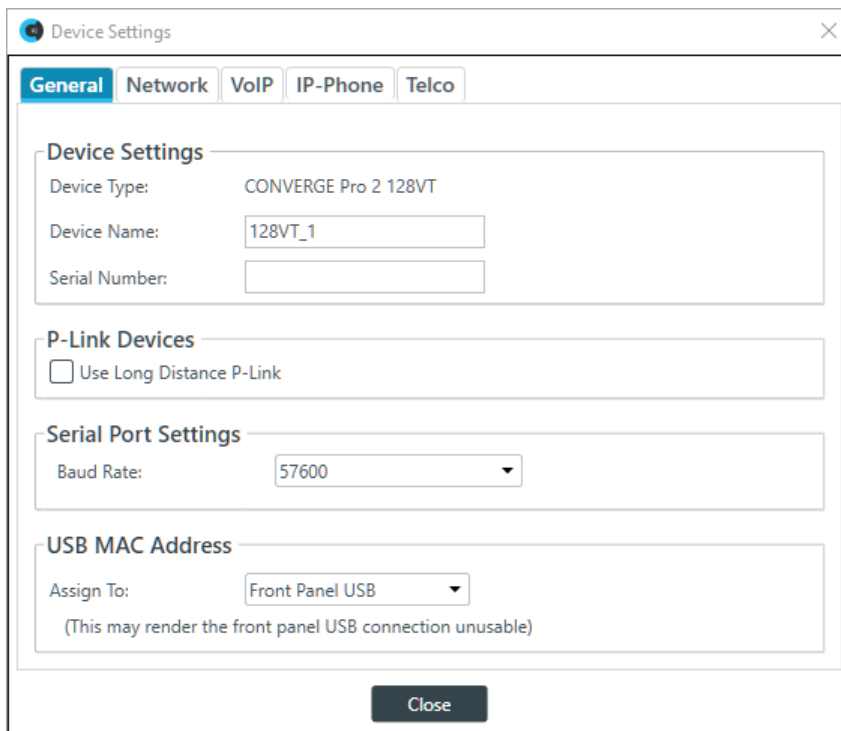 Device Settings
General Network VoIP IP-Phone Telco
Device Settings
Device Type: CONVERGE Pro 2 128VT
Device Name: 128VT_1
Serial Number:
P-Link Devices
Use Long Distance P-Link
Serial Port Settings
Baud Rate: 57600
USB MAC Address
Assign To: Front Panel USB
(This may render the front panel USB connection unusable)
Close